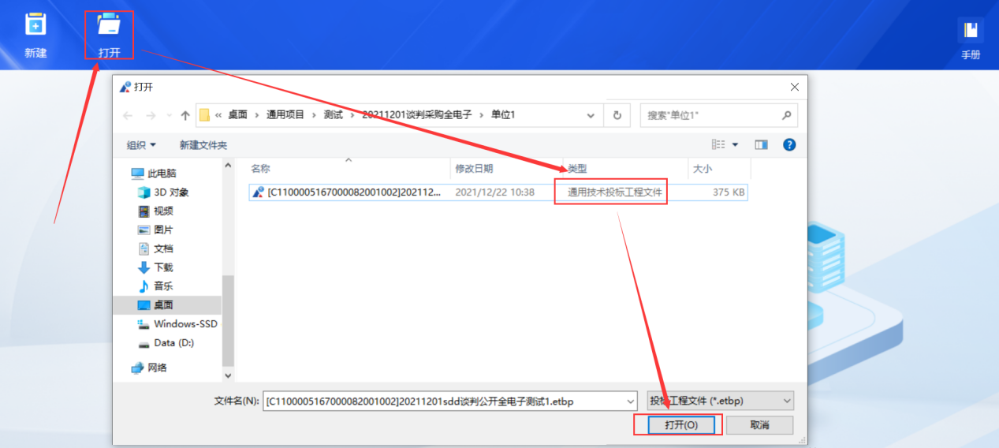 新建
打开
手册
打开
« 桌面 › 通用项目 › 测试 › 20211201谈判采购全电子 › 单位1
搜索"单位1"
组织
新建文件夹
名称
修改日期
类型
大小
[C1100005167000082001002]202112...
2021/12/22 10:38
通用技术投标工程文件
375 KB
此电脑
3D 对象
视频
图片
文档
下载
音乐
桌面
Windows-SSD
Data (D:)
网络
文件名(N):
[C1100005167000082001002]20211201sdd谈判公开全电子测试1.etbp
投标工程文件 (*.etbp)
打开(O)
取消